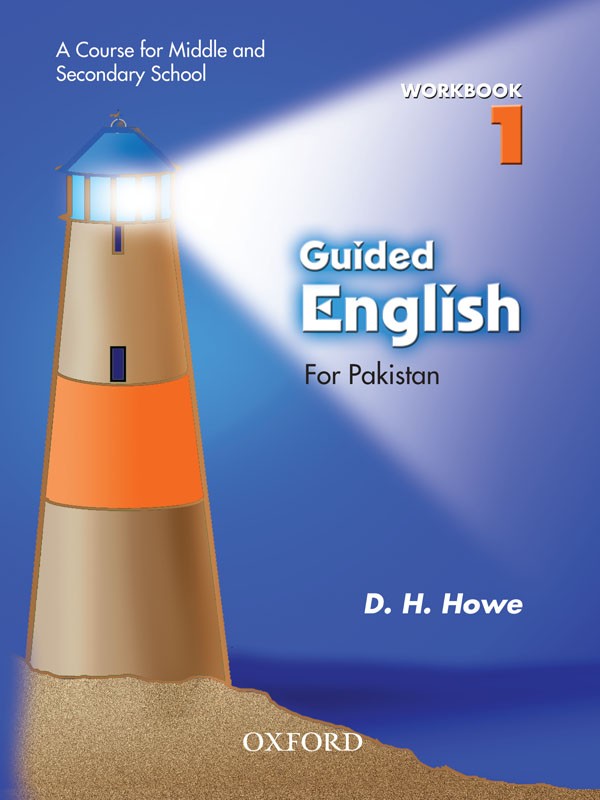 A Course for Middle and
Secondary School
WORKBOOK
1
Guided
English
For Pakistan
D. H. Howe
OXFORD